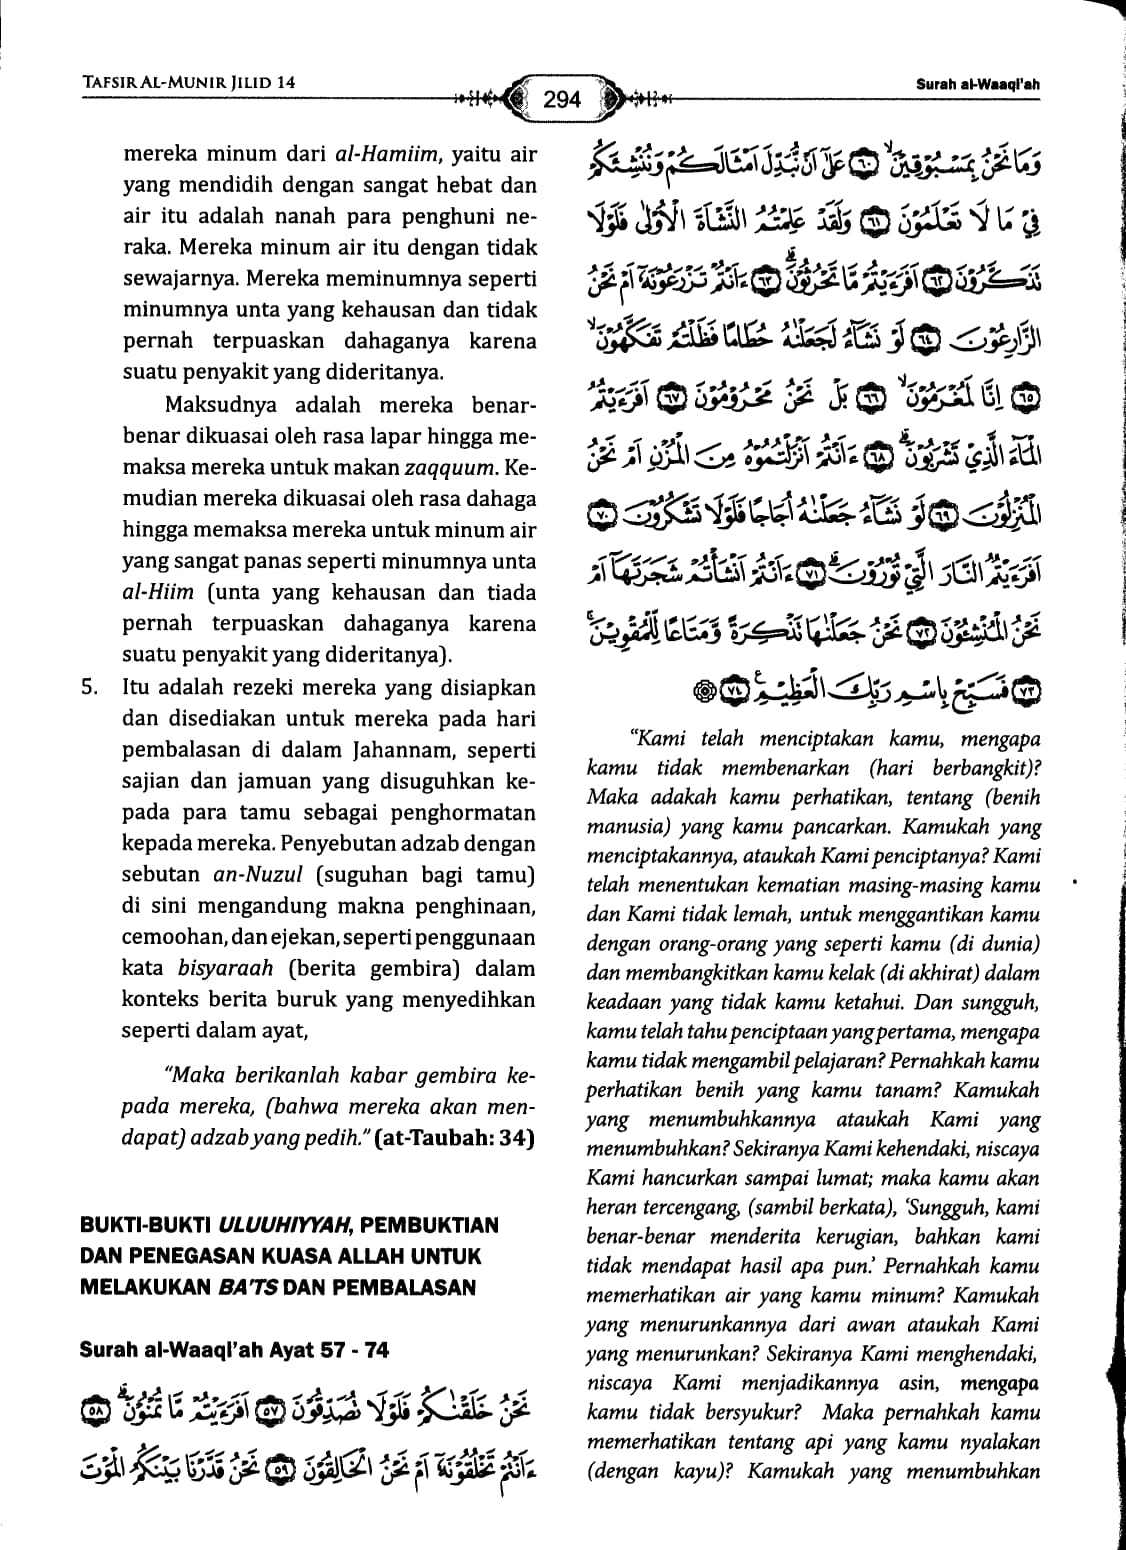 TAFSIR AL-MUNIR JILID 14
294
Surah al-Waaqi'ah
mereka minum dari al-Hamiim, yaitu air
yang mendidih dengan sangat hebat dan
air itu adalah nanah para penghuni ne-
raka. Mereka minum air itu dengan tidak
sewajarnya. Mereka meminumnya seperti
minumnya unta yang kehausan dan tidak
pernah terpuaskan dahaganya karena
suatu penyakit yang dideritanya.
Maksudnya adalah mereka benar-
benar dikuasai oleh rasa lapar hingga me-
maksa mereka untuk makan zaqquum. Ke-
mudian mereka dikuasai oleh rasa dahaga
hingga memaksa mereka untuk minum air
yang sangat panas seperti minumnya unta
al-Hiim (unta yang kehausan dan tiada
pernah terpuaskan dahaganya karena
suatu penyakit yang dideritanya).
5. Itu adalah rezeki mereka yang disiapkan
dan disediakan untuk mereka pada hari
pembalasan di dalam Jahannam, seperti
sajian dan jamuan yang disuguhkan ke-
pada para tamu sebagai penghormatan
kepada mereka. Penyebutan adzab dengan
sebutan an-Nuzul (suguhan bagi tamu)
di sini mengandung makna penghinaan,
cemoohan, dan ejekan, seperti penggunaan
kata bisyaraah (berita gembira) dalam
konteks berita buruk yang menyedihkan
seperti dalam ayat,
"Maka berikanlah kabar gembira ke-
pada mereka, (bahwa mereka akan men-
dapat) adzab yang pedih." (at-Taubah: 34)
BUKTI-BUKTI ULUUHIYYAH, PEMBUKTIAN
DAN PENEGASAN KUASA ALLAH UNTUK
MELAKUKAN BA'TS DAN PEMBALASAN
Surah al-Waaqi'ah Ayat 57 - 74
نَحْنُ خَلَقْنٰكُمْ فَلَوْلَا تُصَدِّقُوْنَ ۝٥٧ اَفَرَءَيْتُمْ مَّا تُمْنُوْنَۗ ۝٥٨
ءَاَنْتُمْ تَخْلُقُوْنَهٗٓ اَمْ نَحْنُ الْخَالِقُوْنَ ۝٥٩ نَحْنُ قَدَّرْنَا بَيْنَكُمُ الْمَوْتَ
وَمَا نَحْنُ بِمَسْبُوْقِيْنَۙ ۝٦٠ عَلٰٓى اَنْ نُّبَدِّلَ اَمْثَالَكُمْ وَنُنْشِئَكُمْ
فِيْ مَا لَا تَعْلَمُوْنَ ۝٦١ وَلَقَدْ عَلِمْتُمُ النَّشْاَةَ الْاُوْلٰى فَلَوْلَا
تَذَكَّرُوْنَ ۝٦٢ اَفَرَءَيْتُمْ مَّا تَحْرُثُوْنَۗ ۝٦٣ ءَاَنْتُمْ تَزْرَعُوْنَهٗٓ اَمْ نَحْنُ
الزَّارِعُوْنَ ۝٦٤ لَوْ نَشَاۤءُ لَجَعَلْنٰهُ حُطَامًا فَظَلْتُمْ تَفَكَّهُوْنَۙ
۝٦٥ اِنَّا لَمُغْرَمُوْنَۙ ۝٦٦ بَلْ نَحْنُ مَحْرُوْمُوْنَ ۝٦٧ اَفَرَءَيْتُمُ
الْمَاۤءَ الَّذِيْ تَشْرَبُوْنَۗ ۝٦٨ ءَاَنْتُمْ اَنْزَلْتُمُوْهُ مِنَ الْمُزْنِ اَمْ نَحْنُ
الْمُنْزِلُوْنَ ۝٦٩ لَوْ نَشَاۤءُ جَعَلْنٰهُ اُجَاجًا فَلَوْلَا تَشْكُرُوْنَ ۝٧٠
اَفَرَءَيْتُمُ النَّارَ الَّتِيْ تُوْرُوْنَۗ ۝٧١ ءَاَنْتُمْ اَنْشَأْتُمْ شَجَرَتَهَآ اَمْ
نَحْنُ الْمُنْشِـُٔوْنَ ۝٧٢ نَحْنُ جَعَلْنٰهَا تَذْكِرَةً وَّمَتَاعًا لِّلْمُقْوِيْنَۚ
۝٧٣ فَسَبِّحْ بِاسْمِ رَبِّكَ الْعَظِيْمِ ۝٧٤
"Kami telah menciptakan kamu, mengapa
kamu tidak membenarkan (hari berbangkit)?
Maka adakah kamu perhatikan, tentang (benih
manusia) yang kamu pancarkan. Kamukah yang
menciptakannya, ataukah Kami penciptanya? Kami
telah menentukan kematian masing-masing kamu
dan Kami tidak lemah, untuk menggantikan kamu
dengan orang-orang yang seperti kamu (di dunia)
dan membangkitkan kamu kelak (di akhirat) dalam
keadaan yang tidak kamu ketahui. Dan sungguh,
kamu telah tahu penciptaan yang pertama, mengapa
kamu tidak mengambil pelajaran? Pernahkah kamu
perhatikan benih yang kamu tanam? Kamukah
yang menumbuhkannya ataukah Kami yang
menumbuhkan? Sekiranya Kami kehendaki, niscaya
Kami hancurkan sampai lumat; maka kamu akan
heran tercengang, (sambil berkata), 'Sungguh, kami
benar-benar menderita kerugian, bahkan kami
tidak mendapat hasil apa pun.' Pernahkah kamu
memerhatikan air yang kamu minum? Kamukah
yang menurunkannya dari awan ataukah Kami
yang menurunkan? Sekiranya Kami menghendaki,
niscaya Kami menjadikannya asin, mengapa
kamu tidak bersyukur? Maka pernahkah kamu
memerhatikan tentang api yang kamu nyalakan
(dengan kayu)? Kamukah yang menumbuhkan